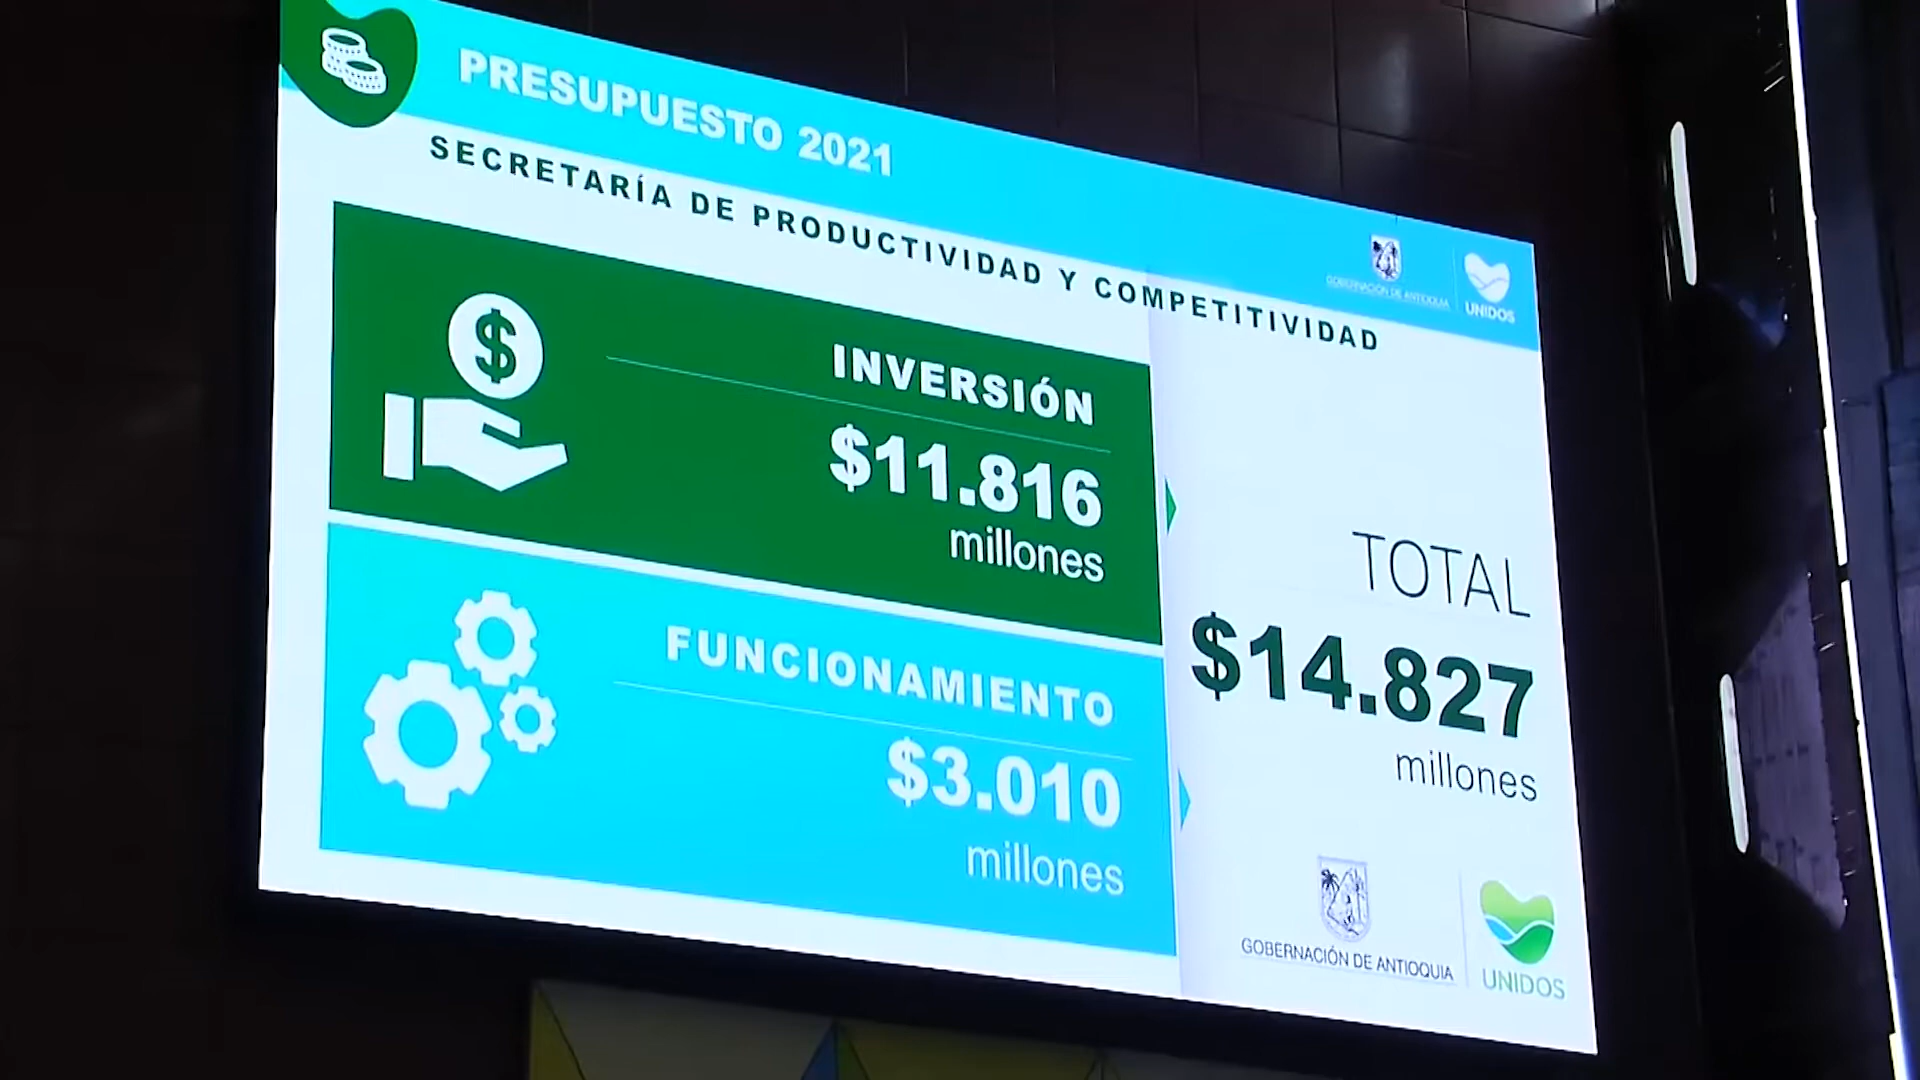 PRESUPUESTO 2021
SECRETARÍA DE PRODUCTIVIDAD Y COMPETITIVIDAD
GOBERNACIÓN DE ANTIOQUIA
UNIDOS
$
INVERSIÓN
$11.816
millones
FUNCIONAMIENTO
$3.010
millones
TOTAL
$14.827
millones
GOBERNACIÓN DE ANTIOQUIA
UNIDOS